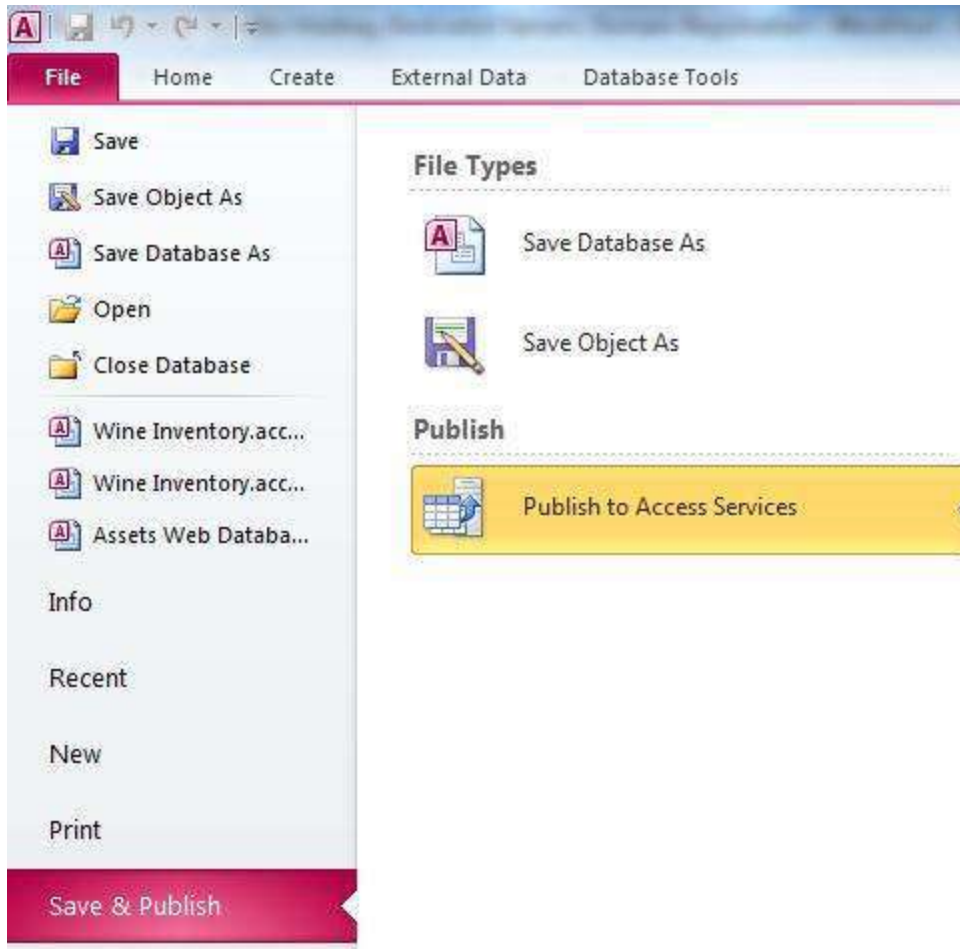 File Home Create External Data Database Tools
Save
Save Object As
Save Database As
Open
Close Database
Wine Inventory.acc...
Wine Inventory.acc...
Assets Web Databa...
Info
Recent
New
Print
Save & Publish
File Types
Save Database As
Save Object As
Publish
Publish to Access Services